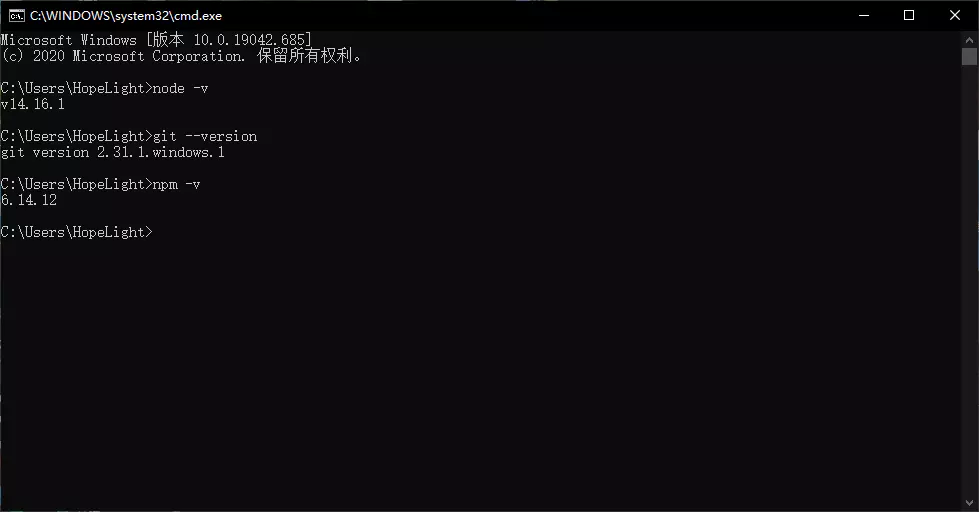 C:\WINDOWS\system32\cmd.exe
Microsoft Windows [版本 10.0.19042.685]
(c) 2020 Microsoft Corporation. 保留所有权利。
C:\Users\HopeLight>node -v
v14.16.1
C:\Users\HopeLight>git --version
git version 2.31.1.windows.1
C:\Users\HopeLight>npm -v
6.14.12
C:\Users\HopeLight>